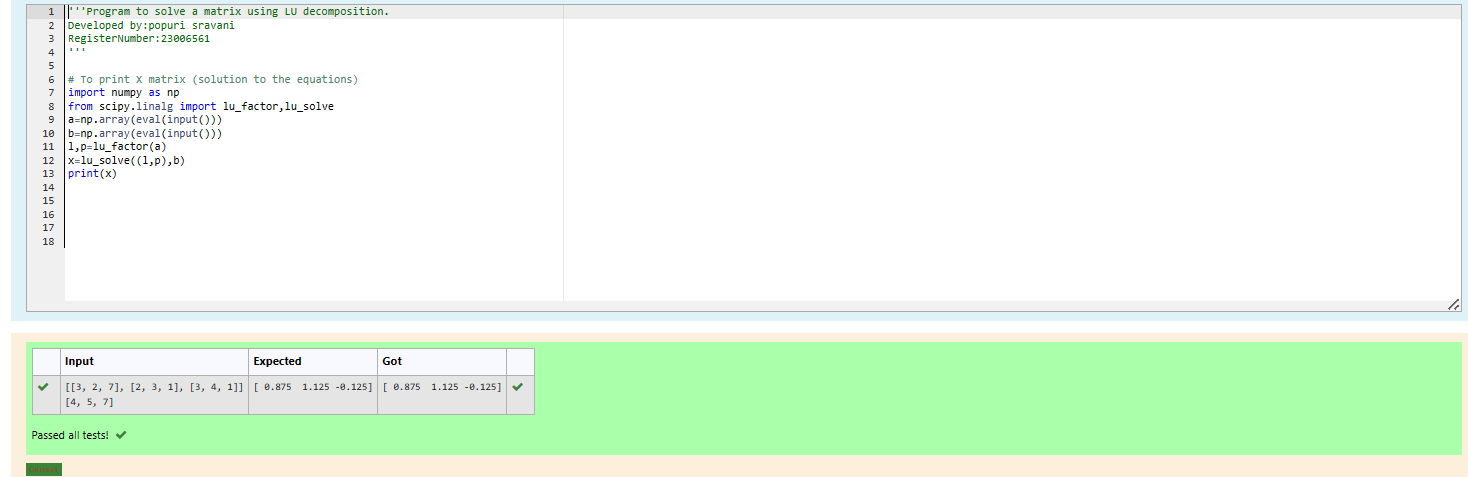 1 '''Program to solve a matrix using LU decomposition.
2 Developed by:popuri sravani
3 RegisterNumber:23006561
4 '''
5
6 # To print X matrix (solution to the equations)
7 import numpy as np
8 from scipy.linalg import lu_factor,lu_solve
9 a=np.array(eval(input()))
10 b=np.array(eval(input()))
11 l,p=lu_factor(a)
12 x=lu_solve((l,p),b)
13 print(x)
14
15
16
17
18
Input Expected Got
[[3, 2, 7], [2, 3, 1], [3, 4, 1]] [ 0.875  1.125 -0.125] [ 0.875  1.125 -0.125]
[4, 5, 7]
Passed all tests!